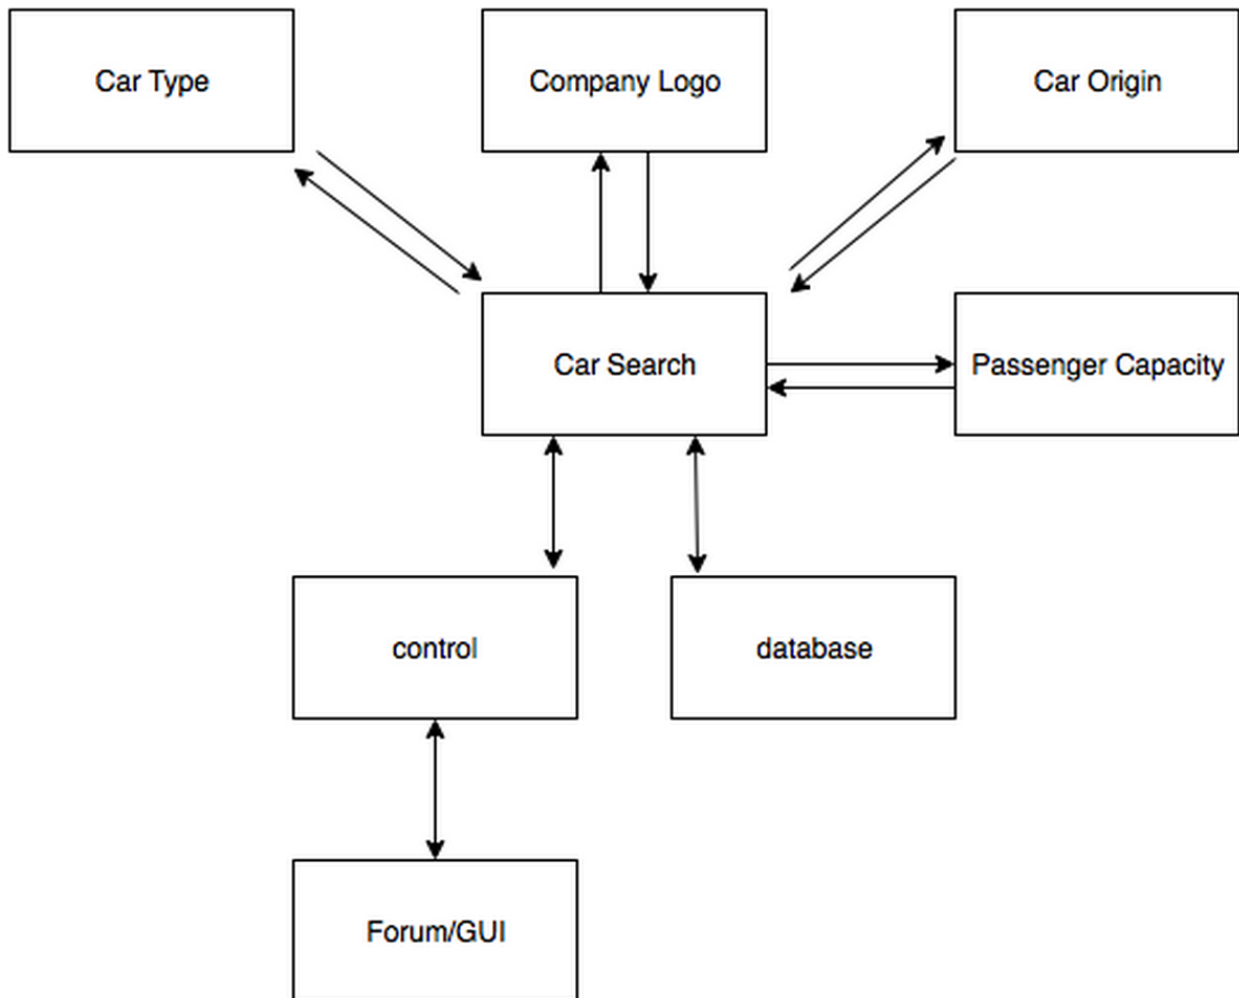 Car Type
Company Logo
Car Origin
Car Search
Passenger Capacity
control
database
Forum/GUI